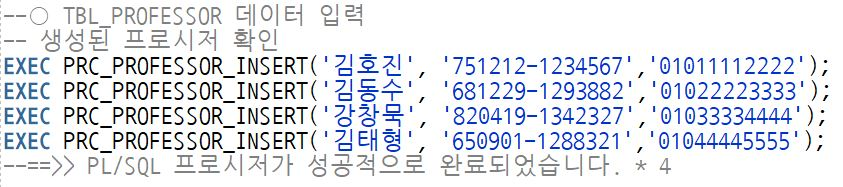 --○ TBL_PROFESSOR 데이터 입력
-- 생성된 프로시저 확인
EXEC PRC_PROFESSOR_INSERT('김호진', '751212-1234567','01011112222');
EXEC PRC_PROFESSOR_INSERT('김동수', '681229-1293882','01022223333');
EXEC PRC_PROFESSOR_INSERT('강창묵', '820419-1342327','01033334444');
EXEC PRC_PROFESSOR_INSERT('김태형', '650901-1288321','01044445555');
--==>> PL/SQL 프로시저가 성공적으로 완료되었습니다. * 4